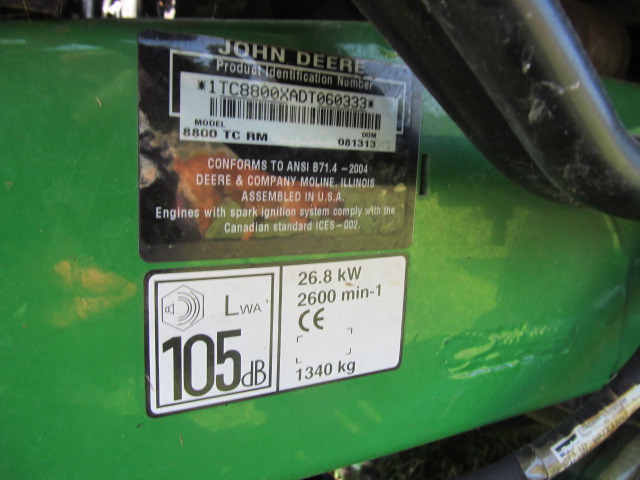 JOHN DEERE
Product Identification Number
*1TC8800XADT060333*
MODEL DOM
8800 TC RM 081313
CONFORMS TO ANSI B71.4 -2004
DEERE & COMPANY MOLINE, ILLINOIS
ASSEMBLED IN U.S.A.
Engines with spark ignition system comply with the
Canadian standard ICES-002.
LWA
105dB
26.8 kW
2600 min-1
CE
1340 kg